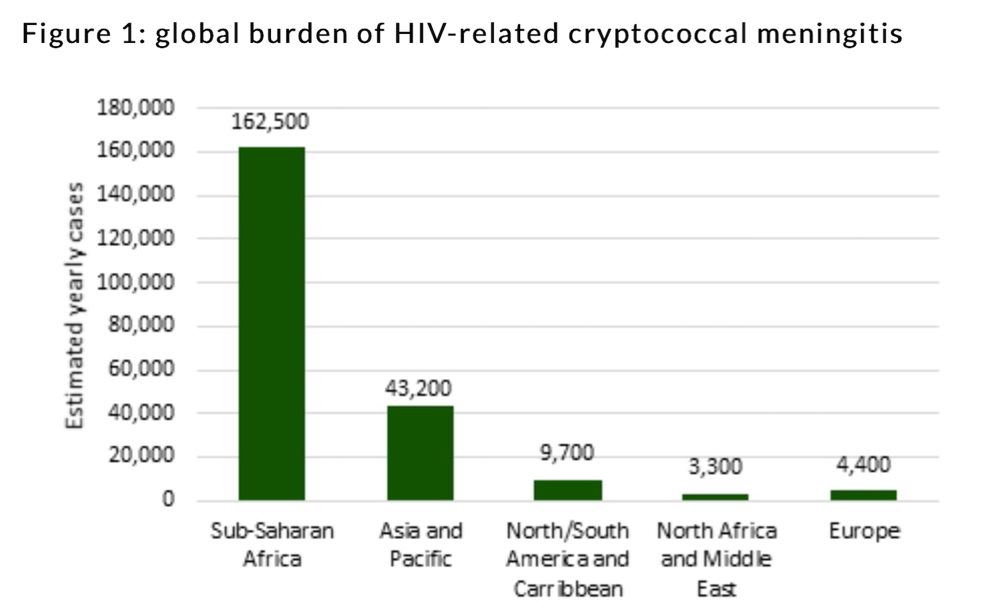 Figure 1: global burden of HIV-related cryptococcal meningitis
180,000
160,000
140,000
120,000
100,000
80,000
60,000
40,000
20,000
0
Estimated yearly cases
162,500
43,200
9,700
3,300
4,400
Sub-Saharan
Africa
Asia and
Pacific
North/South
America and
Carribbean
North Africa
and Middle
East
Europe